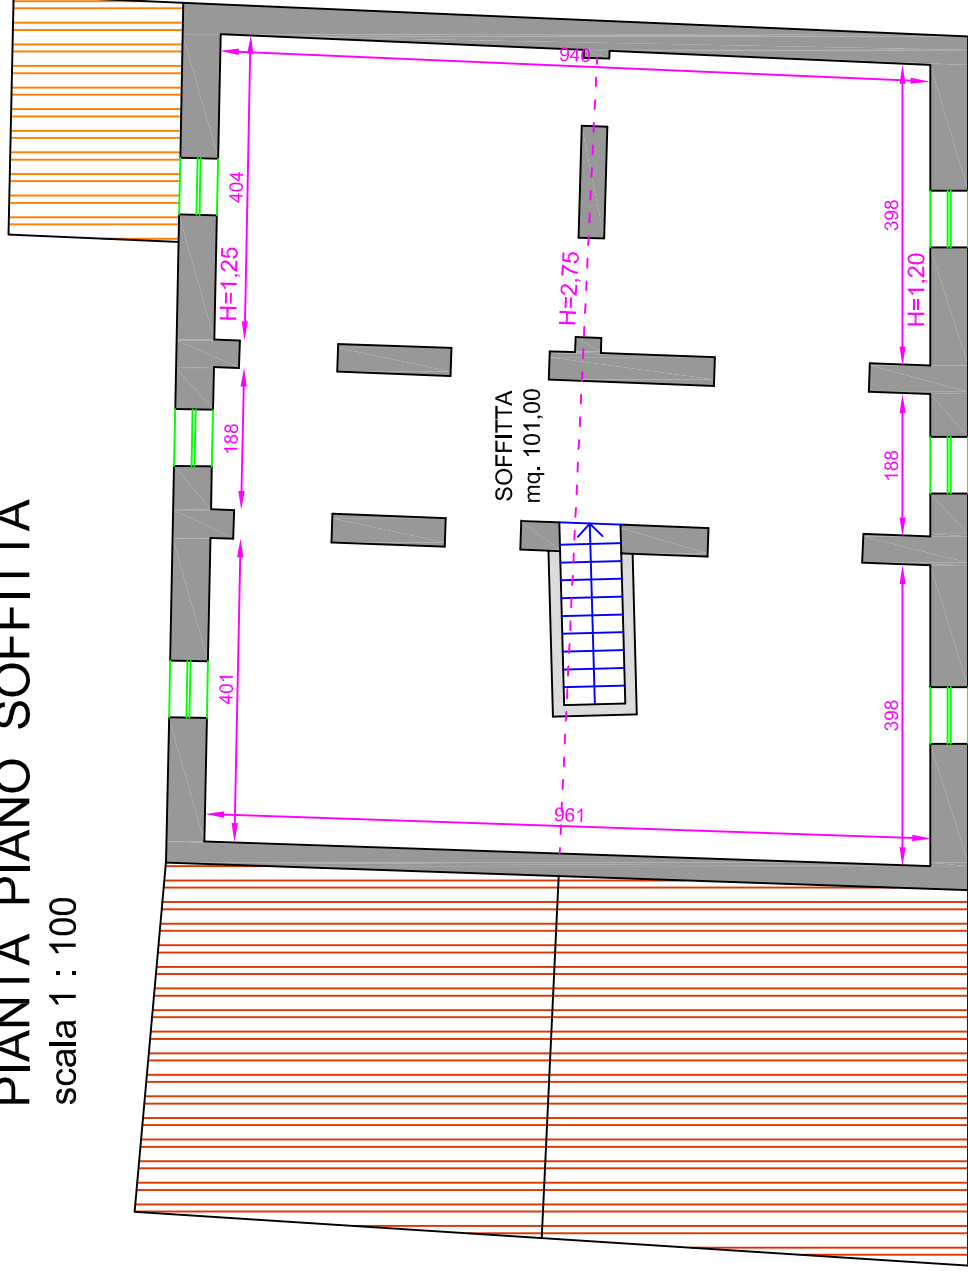 PIANTA PIANO SOFFITTA
scala 1 : 100
940
404
398
H=1,25
H=2,75
H=1,20
SOFFITTA
mq. 101,00
188
188
401
398
961